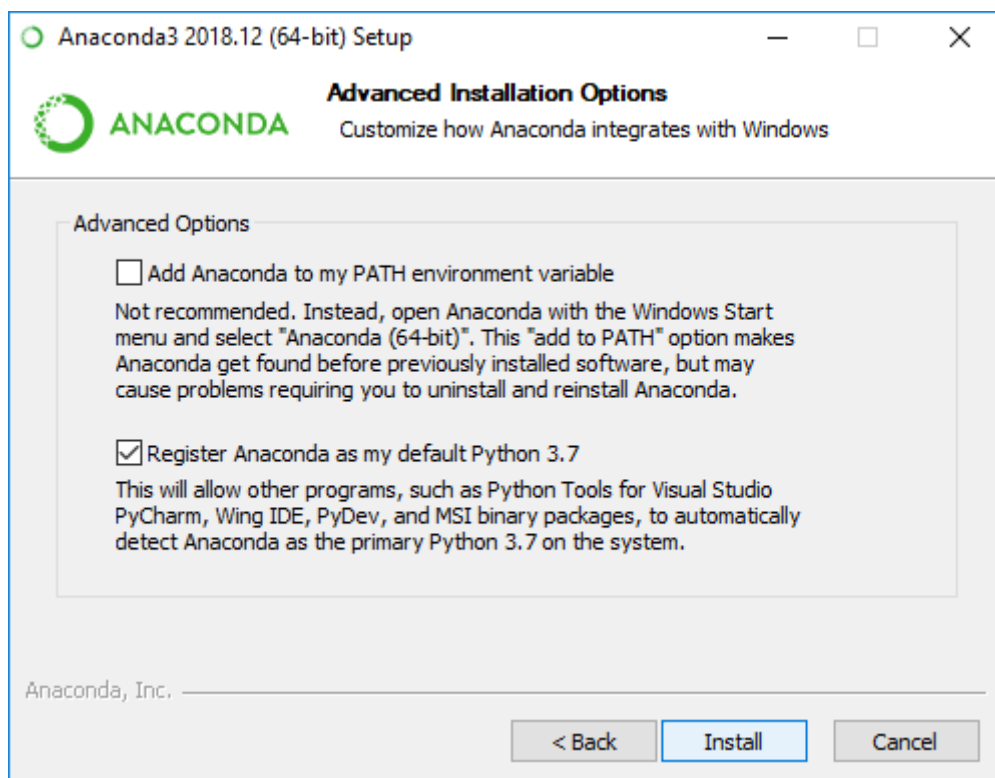 Anaconda3 2018.12 (64-bit) Setup
ANACONDA
Advanced Installation Options
Customize how Anaconda integrates with Windows
Advanced Options
Add Anaconda to my PATH environment variable
Not recommended. Instead, open Anaconda with the Windows Start
menu and select "Anaconda (64-bit)". This "add to PATH" option makes
Anaconda get found before previously installed software, but may
cause problems requiring you to uninstall and reinstall Anaconda.
Register Anaconda as my default Python 3.7
This will allow other programs, such as Python Tools for Visual Studio
PyCharm, Wing IDE, PyDev, and MSI binary packages, to automatically
detect Anaconda as the primary Python 3.7 on the system.
Anaconda, Inc.
< Back
Install
Cancel